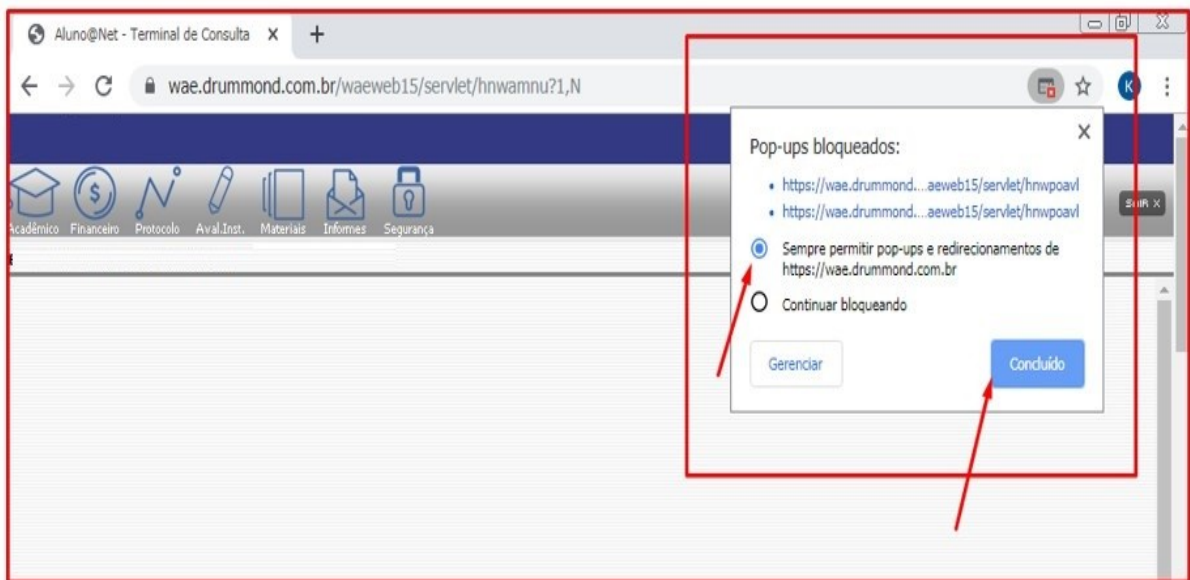 Aluno@Net - Terminal de Consulta
wae.drummond.com.br/waeweb15/servlet/hnwamnu?1,N
K
Pop-ups bloqueados:
https://wae.drummond....aeweb15/servlet/hnwpoavl
https://wae.drummond....aeweb15/servlet/hnwpoavl
Sempre permitir pop-ups e redirecionamentos de
https://wae.drummond.com.br
Continuar bloqueando
Gerenciar
Concluído
Acadêmico Financeiro Protocolo Aval.Inst. Materiais Informes Segurança
SaIR X